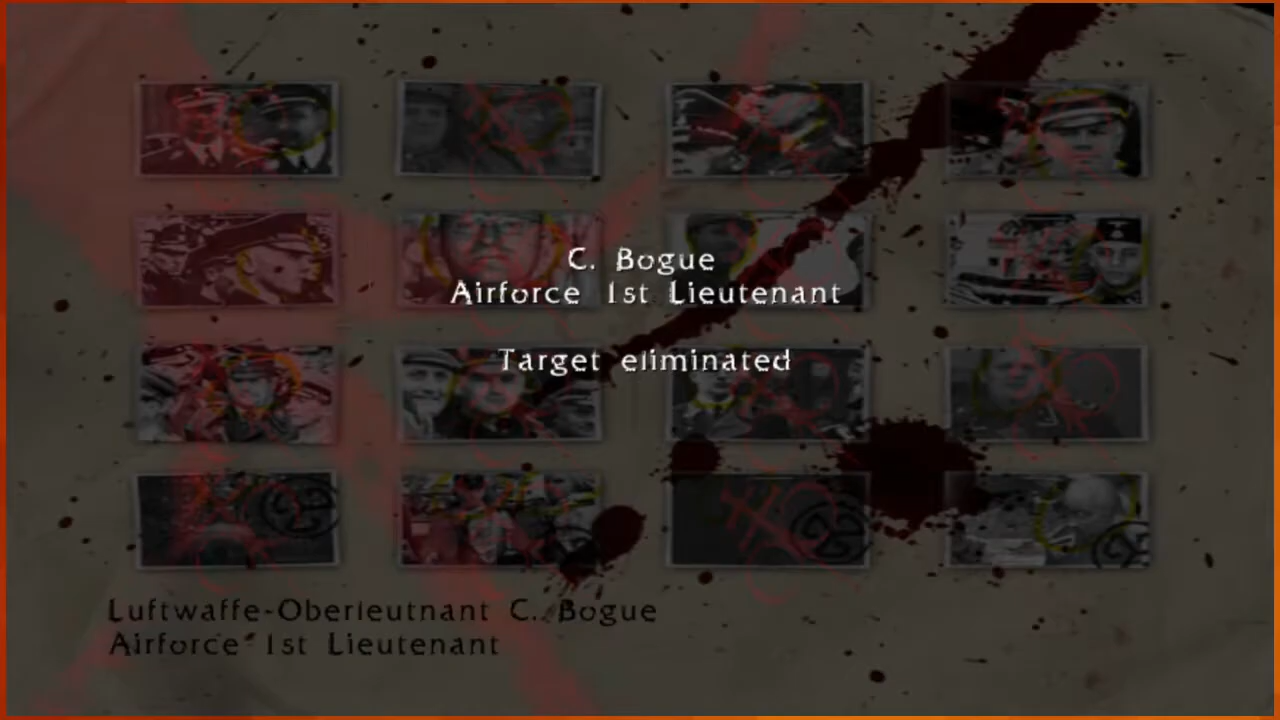 C. Bogue
Airforce 1st Lieutenant
Target eliminated
Luftwaffe-Oberleutnant C. Bogue
Airforce 1st Lieutenant